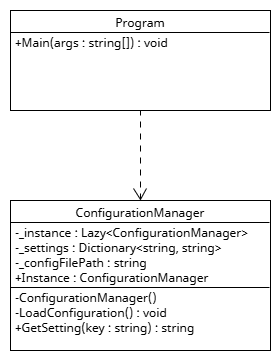 Program
+Main(args : string[]) : void
ConfigurationManager
-_instance : Lazy<ConfigurationManager>
-_settings : Dictionary<string, string>
-_configFilePath : string
+Instance : ConfigurationManager
-ConfigurationManager()
-LoadConfiguration() : void
+GetSetting(key : string) : string